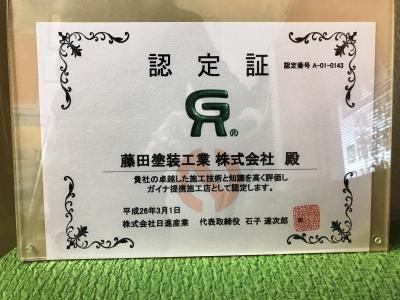 認定証
認定番号 A-01-0143
GR®
藤田塗装工業 株式会社 殿
貴社の卓越した施工技術と知識を高く評価し
ガイナ提携施工店として認定します。
平成26年3月1日
株式会社日進産業 代表取締役 石子 達次郎